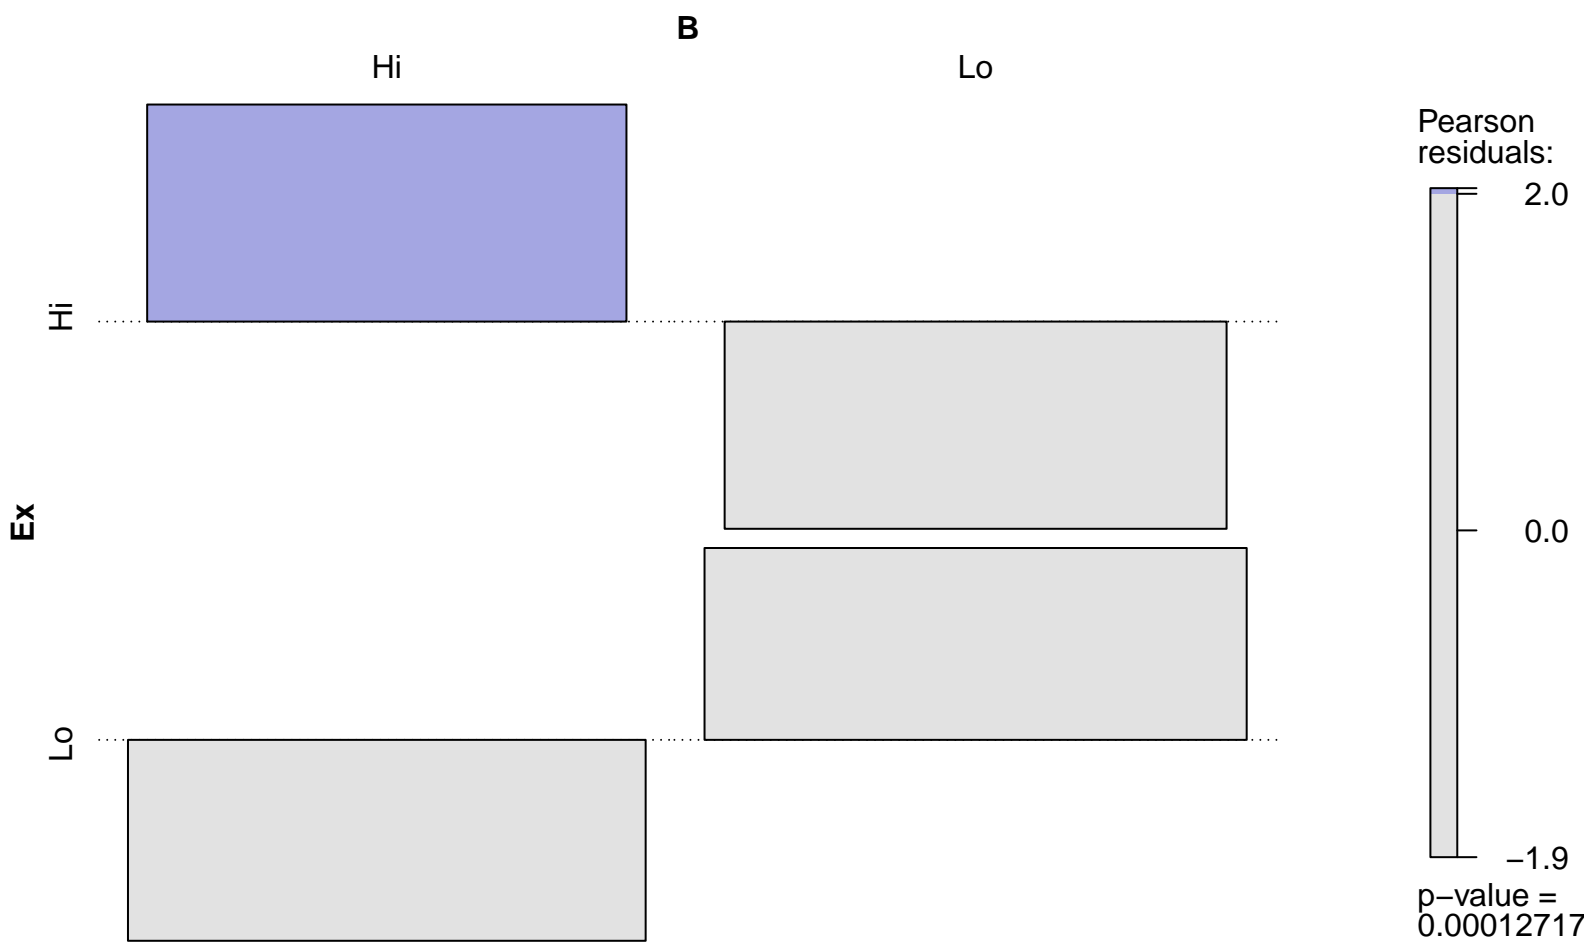 B
Hi
Lo
Ex
Hi
Lo
Pearson
residuals:
2.0
0.0
−1.9
p−value =
0.00012717